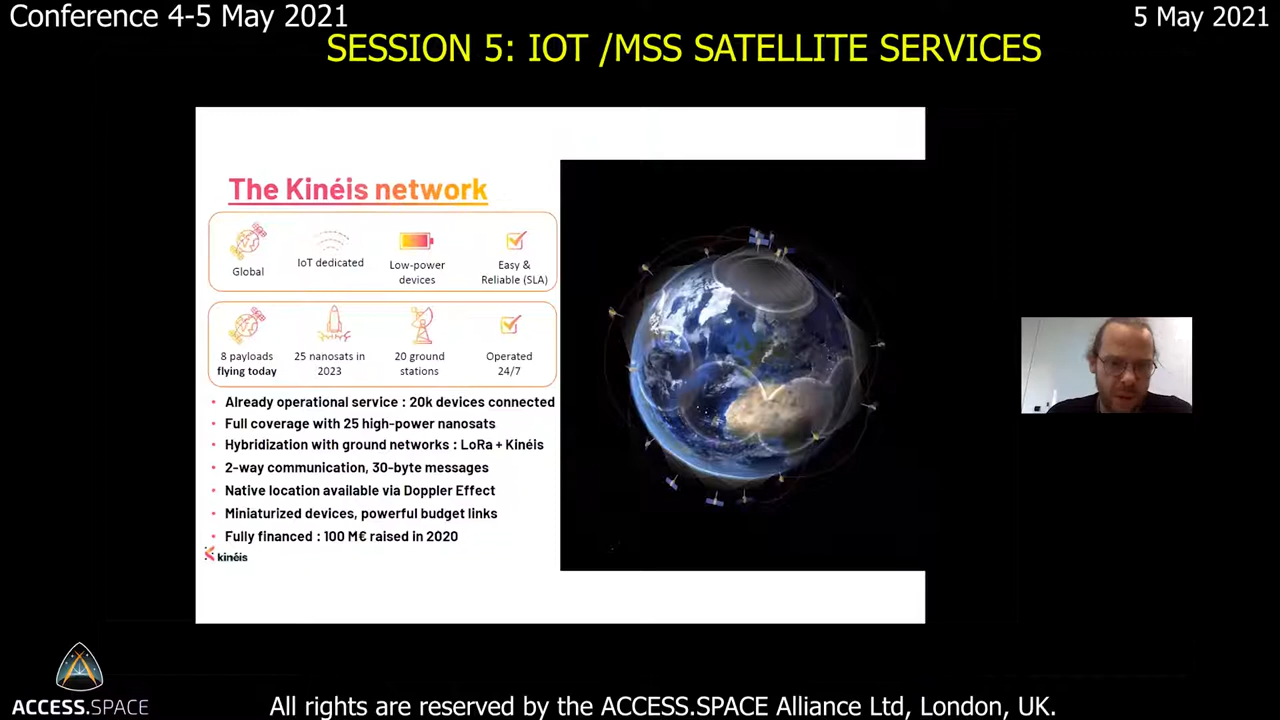 Conference 4-5 May 2021
5 May 2021
SESSION 5: IOT /MSS SATELLITE SERVICES
The Kinéis network
Global
IoT dedicated
Low-power
devices
Easy &
Reliable (SLA)
8 payloads
flying today
25 nanosats in
2023
20 ground
stations
Operated
24/7
• Already operational service : 20k devices connected
• Full coverage with 25 high-power nanosats
• Hybridization with ground networks : LoRa + Kinéis
• 2-way communication, 30-byte messages
• Native location available via Doppler Effect
• Miniaturized devices, powerful budget links
• Fully financed : 100 M€ raised in 2020
kinéis
ACCESS.SPACE
All rights are reserved by the ACCESS.SPACE Alliance Ltd, London, UK.